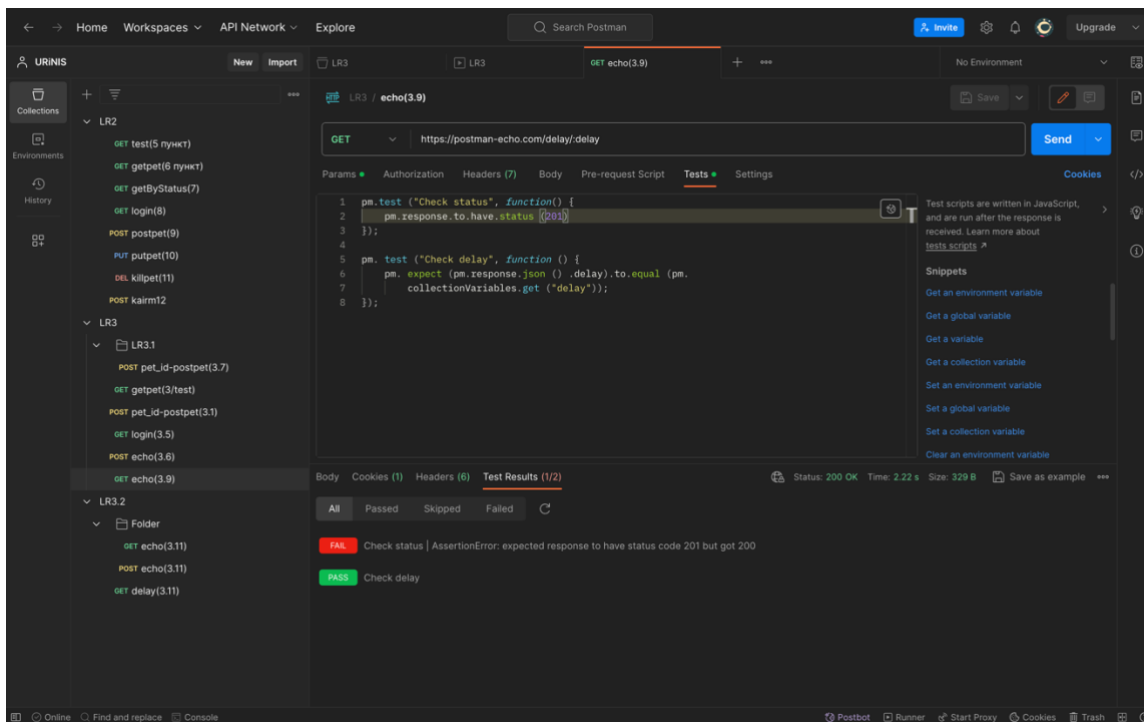 Home Workspaces API Network Explore Search Postman Invite Upgrade
URiNIS New Import LR3 LR3 GET echo(3.9) No Environment
Collections
Environments
History
LR2
GET test(5 пункт)
GET getpet(6 пункт)
GET getByStatus(7)
GET login(8)
POST postpet(9)
PUT putpet(10)
DEL killpet(11)
POST kairm12
LR3
LR3.1
POST pet_id-postpet(3.7)
GET getpet(3/test)
POST pet_id-postpet(3.1)
GET login(3.5)
POST echo(3.6)
GET echo(3.9)
LR3.2
Folder
GET echo(3.11)
POST echo(3.11)
GET delay(3.11)
HTTP LR3 / echo(3.9) Save
GET https://postman-echo.com/delay/:delay Send
Params Authorization Headers (7) Body Pre-request Script Tests Settings Cookies
1 pm.test ("Check status", function() {
2 pm.response.to.have.status (201)
3 });
4
5 pm. test ("Check delay", function () {
6 pm. expect (pm.response.json () .delay).to.equal (pm.
7 collectionVariables.get ("delay"));
8 });
Test scripts are written in JavaScript,
and are run after the response is
received. Learn more about
tests scripts
Snippets
Get an environment variable
Get a global variable
Get a variable
Get a collection variable
Set an environment variable
Set a global variable
Set a collection variable
Clear an environment variable
Body Cookies (1) Headers (6) Test Results (1/2) Status: 200 OK Time: 2.22 s Size: 329 B Save as example
All Passed Skipped Failed
FAIL Check status | AssertionError: expected response to have status code 201 but got 200
PASS Check delay
Online Find and replace Console Postbot Runner Start Proxy Cookies Trash